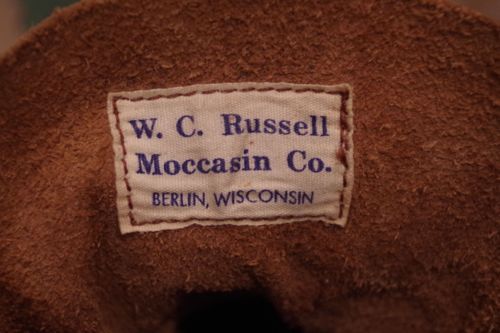 W. C. Russell
Moccasin Co.
BERLIN, WISCONSIN